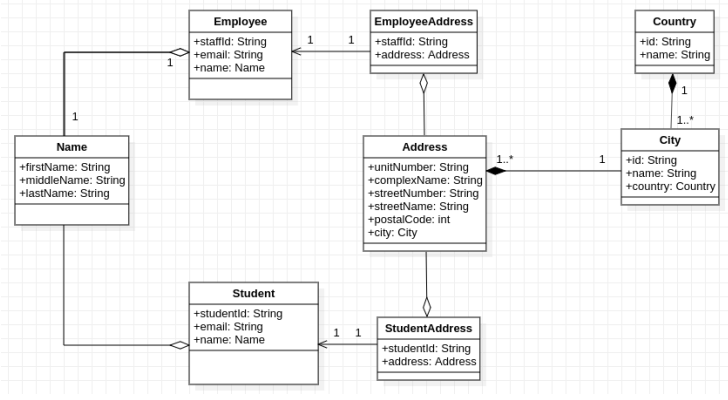 Employee
+staffId: String
+email: String
+name: Name
EmployeeAddress
+staffId: String
+address: Address
Country
+id: String
+name: String
1
1
1
1
1
1..*
Name
+firstName: String
+middleName: String
+lastName: String
Address
+unitNumber: String
+complexName: String
+streetNumber: String
+streetName: String
+postalCode: int
+city: City
1..*
1
City
+id: String
+name: String
+country: Country
Student
+studentId: String
+email: String
+name: Name
1
1
StudentAddress
+studentId: String
+address: Address